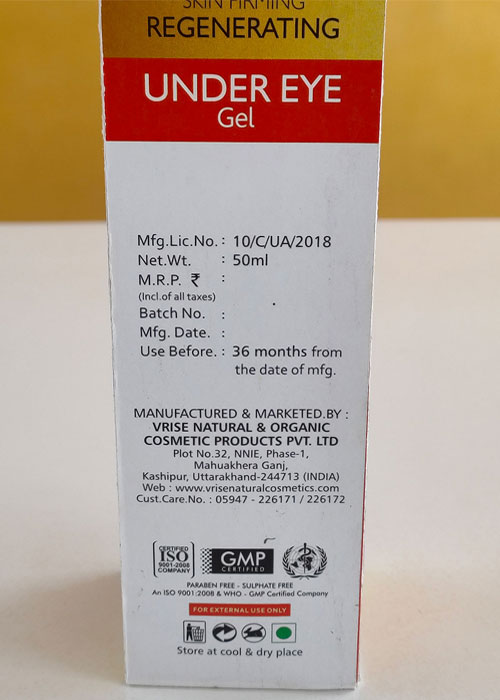 SKIN FIRMING
REGENERATING
UNDER EYE
Gel
Mfg.Lic.No. : 10/C/UA/2018
Net.Wt. : 50ml
M.R.P. ₹ :
(Incl.of all taxes)
Batch No. :
Mfg. Date. :
Use Before. : 36 months from
the date of mfg.
MANUFACTURED & MARKETED.BY :
VRISE NATURAL & ORGANIC
COSMETIC PRODUCTS PVT. LTD
Plot No.32, NNIE, Phase-1,
Mahuakhera Ganj,
Kashipur, Uttarakhand-244713 (INDIA)
Web : www.vrisenaturalcosmetics.com
Cust.Care.No. : 05947 - 226171 / 226172
CERTIFIED
ISO
9001-2008
COMPANY
GMP
CERTIFIED
PARABEN FREE - SULPHATE FREE
An ISO 9001:2008 & WHO - GMP Certified Company
FOR EXTERNAL USE ONLY
Store at cool & dry place